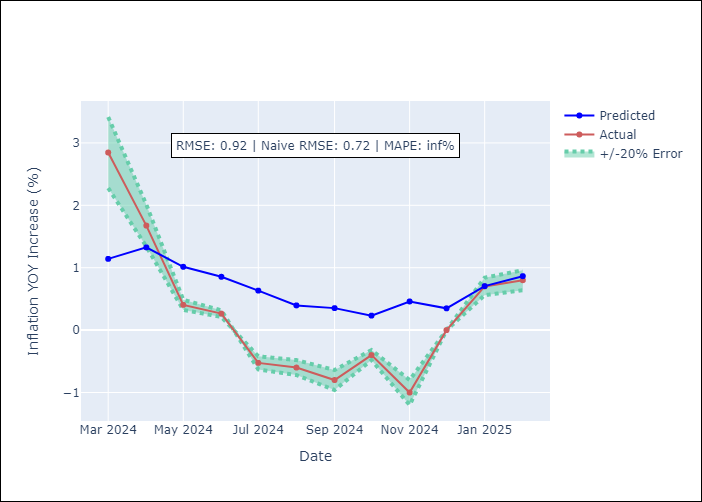 RMSE: 0.92 | Naive RMSE: 0.72 | MAPE: inf%
Predicted
Actual
+/-20% Error
Inflation YOY Increase (%)
3
2
1
0
−1
Mar 2024 May 2024 Jul 2024 Sep 2024 Nov 2024 Jan 2025
Date